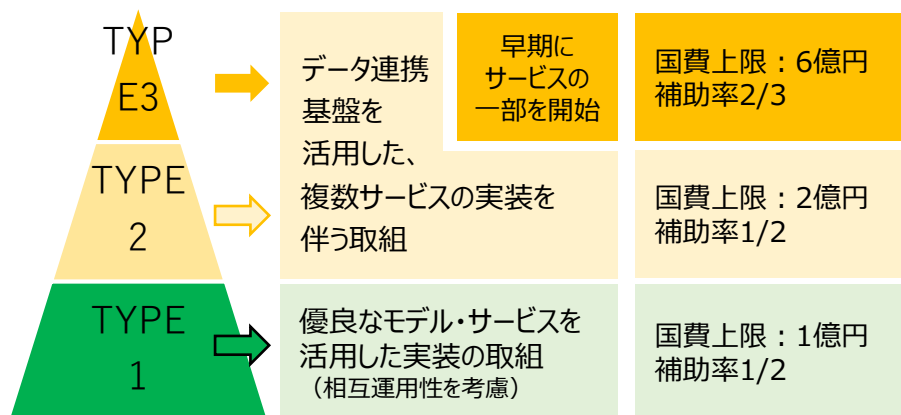 TYP
E3
データ連携
基盤を
活用した、
複数サービスの実装を
伴う取組
早期に
サービスの
一部を開始
国費上限：6億円
補助率2/3
TYPE
2
国費上限：2億円
補助率1/2
TYPE
1
優良なモデル・サービスを
活用した実装の取組
（相互運用性を考慮）
国費上限：1億円
補助率1/2